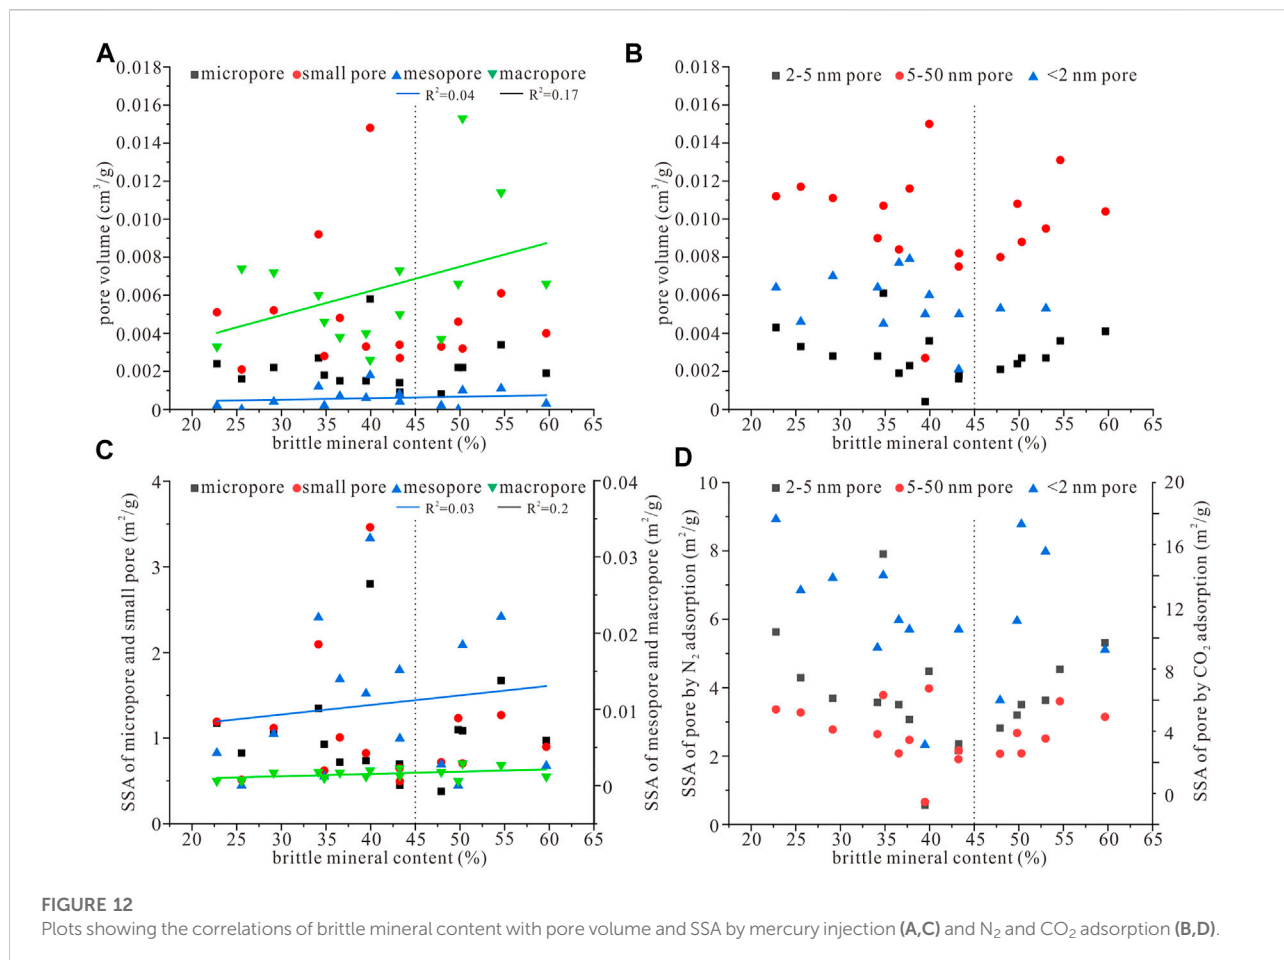 A
micropore small pore mesopore macropore
R²=0.04 R²=0.17
0.018
0.016
0.014
0.012
0.010
0.008
0.006
0.004
0.002
0
pore volume (cm³/g)
20 25 30 35 40 45 50 55 60 65
brittle mineral content (%)
B
2-5 nm pore 5-50 nm pore <2 nm pore
0.018
0.016
0.014
0.012
0.010
0.008
0.006
0.004
0.002
0
pore volume (cm³/g)
20 25 30 35 40 45 50 55 60 65
brittle mineral content (%)
C
micropore small pore mesopore macropore
R²=0.03 R²=0.2
4
3
2
1
0
SSA of micropore and small pore (m²/g)
0.04
0.03
0.02
0.01
0
SSA of mesopore and macropore (m²/g)
20 25 30 35 40 45 50 55 60 65
brittle mineral content (%)
D
2-5 nm pore 5-50 nm pore <2 nm pore
10
8
6
4
2
0
SSA of pore by N₂ adsorption (m²/g)
20
16
12
8
4
0
SSA of pore by CO₂ adsorption (m²/g)
20 25 30 35 40 45 50 55 60 65
brittle mineral content (%)
FIGURE 12
Plots showing the correlations of brittle mineral content with pore volume and SSA by mercury injection (A,C) and N₂ and CO₂ adsorption (B,D).